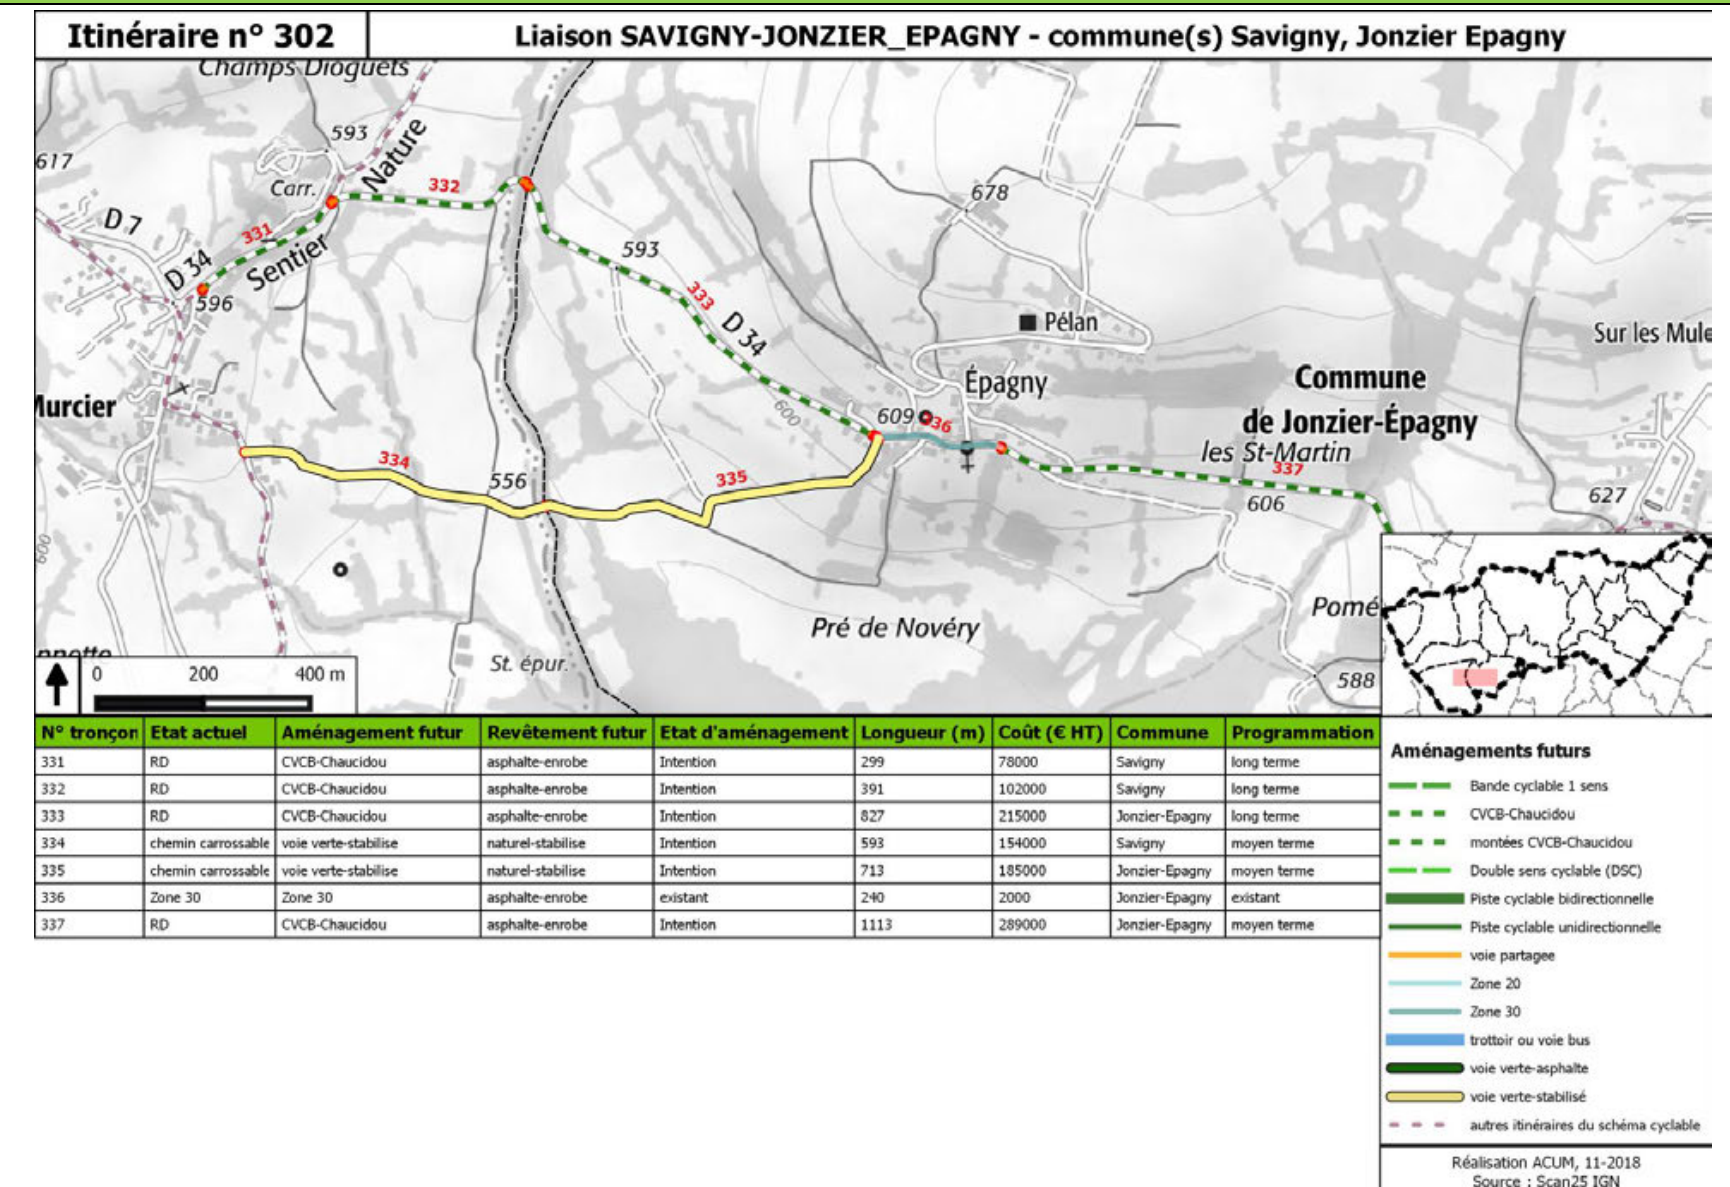 Itinéraire n° 302
Liaison SAVIGNY-JONZIER_EPAGNY - commune(s) Savigny, Jonzier Epagny
Champs Dioguets
593
617
Nature
Carr.
332
678
D 7
331
Sentier
593
D 34
596
333
D 34
Pélan
Sur les Mule
Épagny
Commune
de Jonzier-Épagny
Murcier
600
609
336
les St-Martin
334
556
335
337
606
627
600
Pré de Novéry
Pomé
St. épur.
588
0 200 400 m
N° tronçon Etat actuel Aménagement futur Revêtement futur Etat d'aménagement Longueur (m) Coût (€ HT) Commune Programmation
331 RD CVCB-Chaucidou asphalte-enrobe Intention 299 78000 Savigny long terme
332 RD CVCB-Chaucidou asphalte-enrobe Intention 391 102000 Savigny long terme
333 RD CVCB-Chaucidou asphalte-enrobe Intention 827 215000 Jonzier-Epagny long terme
334 chemin carrossable voie verte-stabilise naturel-stabilise Intention 593 154000 Savigny moyen terme
335 chemin carrossable voie verte-stabilise naturel-stabilise Intention 713 185000 Jonzier-Epagny moyen terme
336 Zone 30 Zone 30 asphalte-enrobe existant 240 2000 Jonzier-Epagny existant
337 RD CVCB-Chaucidou asphalte-enrobe Intention 1113 289000 Jonzier-Epagny moyen terme
Aménagements futurs
Bande cyclable 1 sens
CVCB-Chaucidou
montées CVCB-Chaucidou
Double sens cyclable (DSC)
Piste cyclable bidirectionnelle
Piste cyclable unidirectionnelle
voie partagee
Zone 20
Zone 30
trottoir ou voie bus
voie verte-asphalte
voie verte-stabilisé
autres itinéraires du schéma cyclable
Réalisation ACUM, 11-2018
Source : Scan25 IGN